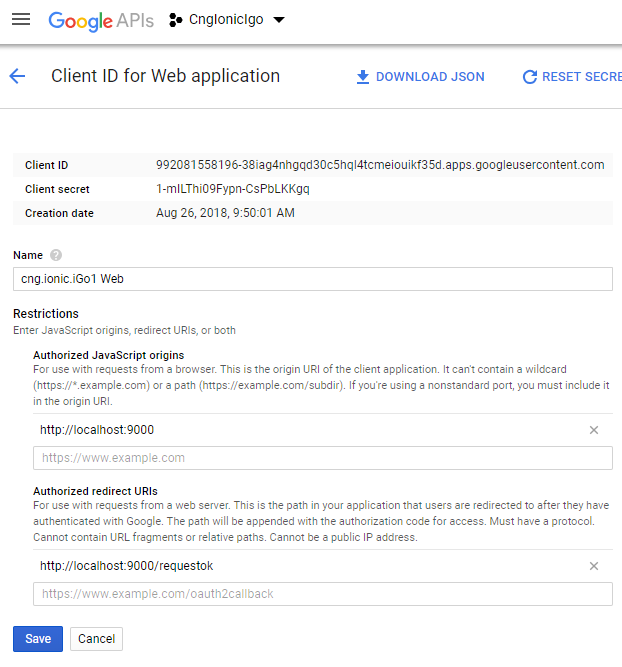 Google APIs CngIonicIgo
Client ID for Web application DOWNLOAD JSON RESET SECRE
Client ID 992081558196-38iag4nhgqd30c5hql4tcmeiouikf35d.apps.googleusercontent.com
Client secret 1-mILThi09Fypn-CsPbLKKgq
Creation date Aug 26, 2018, 9:50:01 AM
Name
cng.ionic.iGo1 Web
Restrictions
Enter JavaScript origins, redirect URIs, or both
Authorized JavaScript origins
For use with requests from a browser. This is the origin URI of the client application. It can't contain a wildcard
(https://*.example.com) or a path (https://example.com/subdir). If you're using a nonstandard port, you must include it
in the origin URI.
http://localhost:9000
https://www.example.com
Authorized redirect URIs
For use with requests from a web server. This is the path in your application that users are redirected to after they have
authenticated with Google. The path will be appended with the authorization code for access. Must have a protocol.
Cannot contain URL fragments or relative paths. Cannot be a public IP address.
http://localhost:9000/requestok
https://www.example.com/oauth2callback
Save Cancel